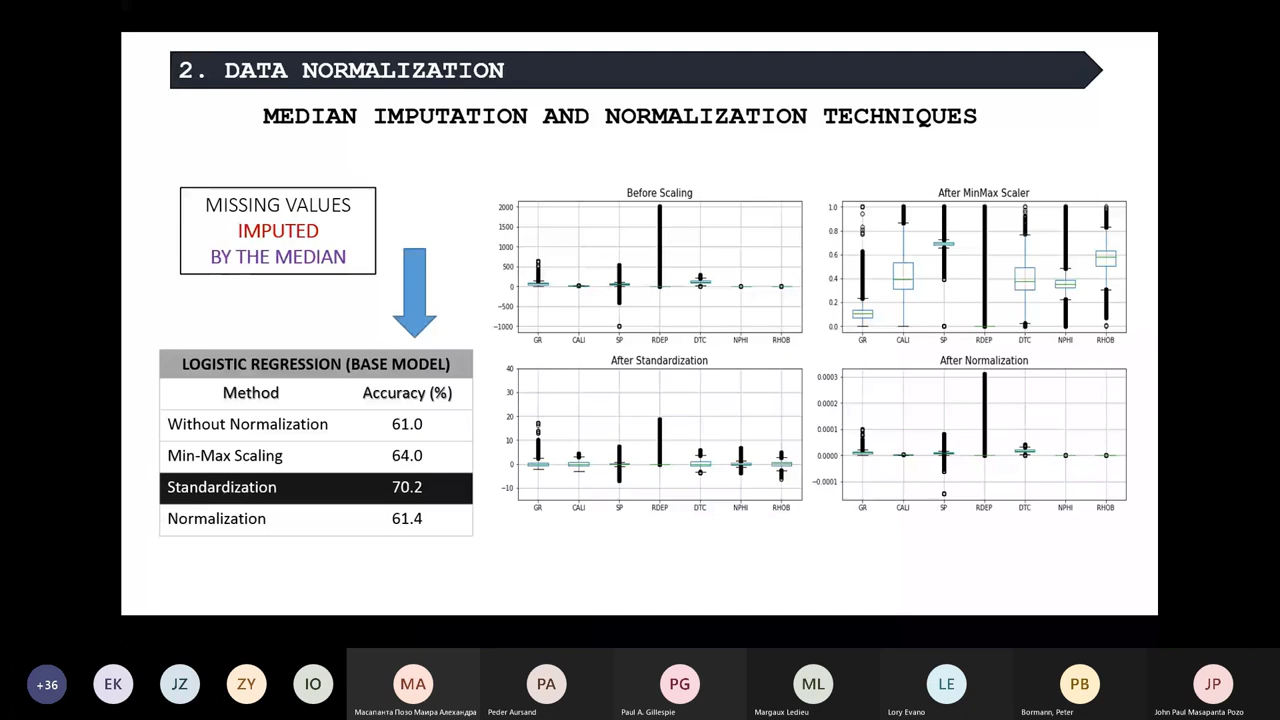 2. DATA NORMALIZATION
MEDIAN IMPUTATION AND NORMALIZATION TECHNIQUES
MISSING VALUES
IMPUTED
BY THE MEDIAN
LOGISTIC REGRESSION (BASE MODEL)
Method Accuracy (%)
Without Normalization 61.0
Min-Max Scaling 64.0
Standardization 70.2
Normalization 61.4
Before Scaling
2000
1500
1000
500
0
−500
−1000
GR CALI SP RDEP DTC NPHI RHOB
After MinMax Scaler
1.0
0.8
0.6
0.4
0.2
0.0
GR CALI SP RDEP DTC NPHI RHOB
After Standardization
40
30
20
10
0
−10
GR CALI SP RDEP DTC NPHI RHOB
After Normalization
0.0003
0.0002
0.0001
0.0000
−0.0001
GR CALI SP RDEP DTC NPHI RHOB
+36 EK JZ ZY IO MA PA PG ML LE PB JP
Масапанта Позо Маира Алехандра Peder Aursand Paul A. Gillespie Margaux Ledieu Lory Evano Bormann, Peter John Paul Masapanta Pozo